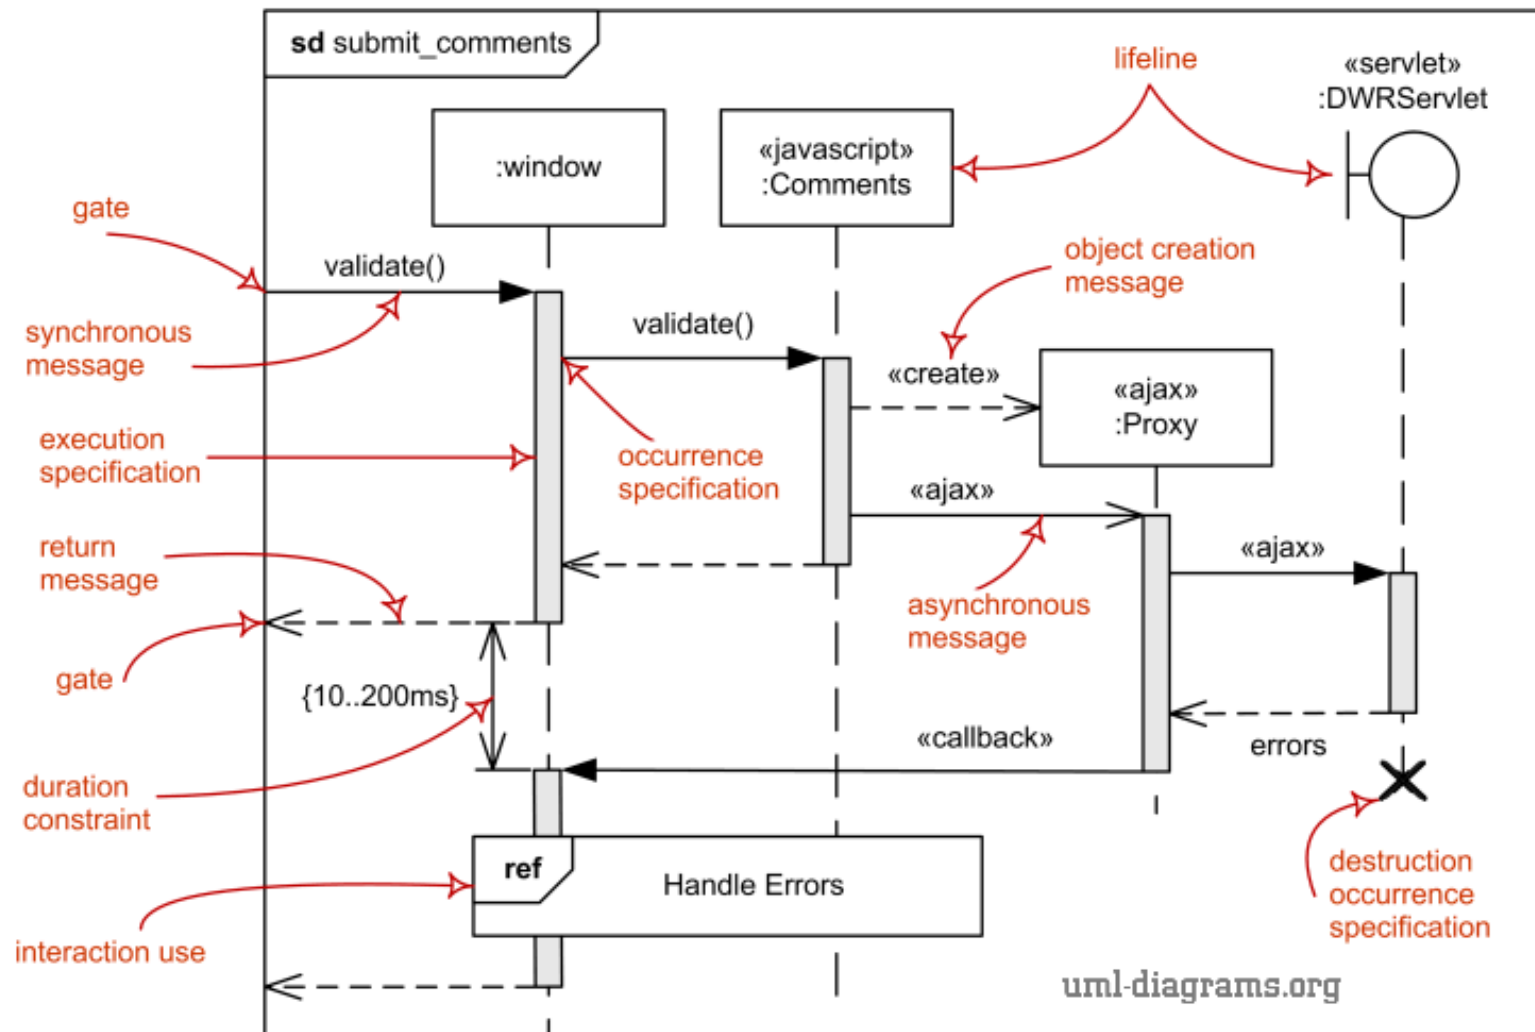 sd submit_comments
lifeline
«servlet»
:DWRServlet
:window
«javascript»
:Comments
gate
validate()
object creation
message
synchronous
message
validate()
«create»
«ajax»
:Proxy
execution
specification
occurrence
specification
«ajax»
return
message
«ajax»
asynchronous
message
gate
{10..200ms}
«callback»
errors
duration
constraint
ref
Handle Errors
destruction
occurrence
specification
interaction use
uml-diagrams.org